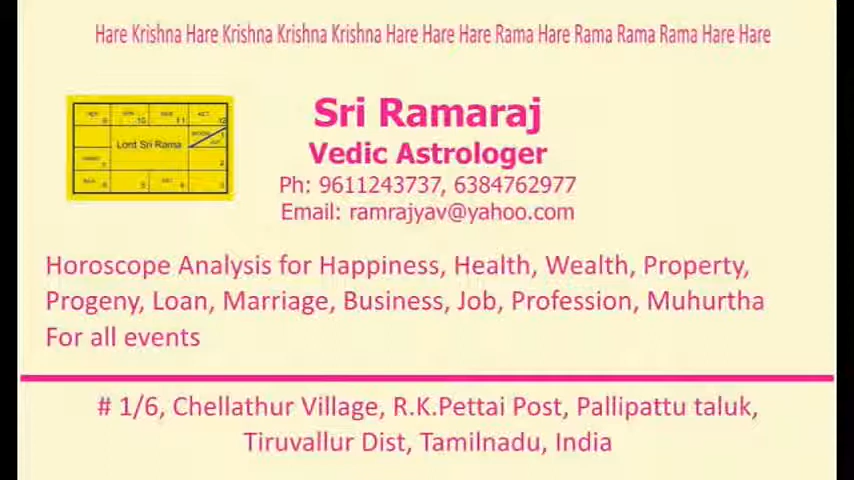 Hare Krishna Hare Krishna Krishna Krishna Hare Hare Hare Rama Hare Rama Rama Rama Hare Hare
Sri Ramaraj
Vedic Astrologer
Ph: 9611243737, 6384762977
Email: ramrajyav@yahoo.com
Lord Sri Rama
Horoscope Analysis for Happiness, Health, Wealth, Property,
Progeny, Loan, Marriage, Business, Job, Profession, Muhurtha
For all events
# 1/6, Chellathur Village, R.K.Pettai Post, Pallipattu taluk,
Tiruvallur Dist, Tamilnadu, India